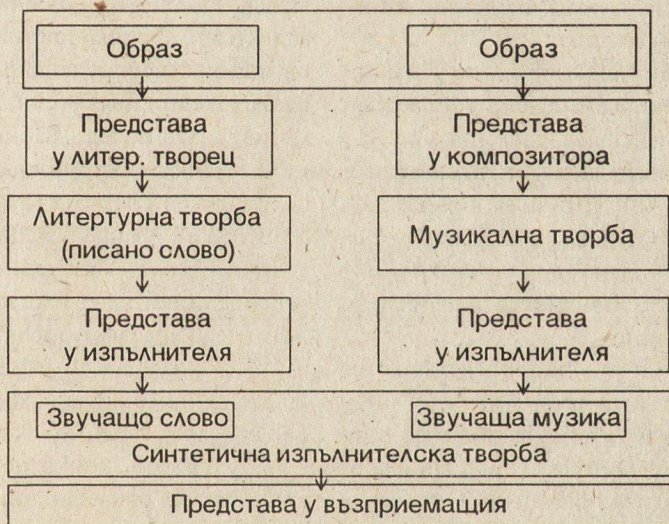 Образ
Образ
Представа
у литер. творец
Представа
у композитора
Литертурна творба
(писано слово)
Музикална творба
Представа
у изпълнителя
Представа
у изпълнителя
Звучащо слово
Звучаща музика
Синтетична изпълнителска творба
Представа у възприемащия